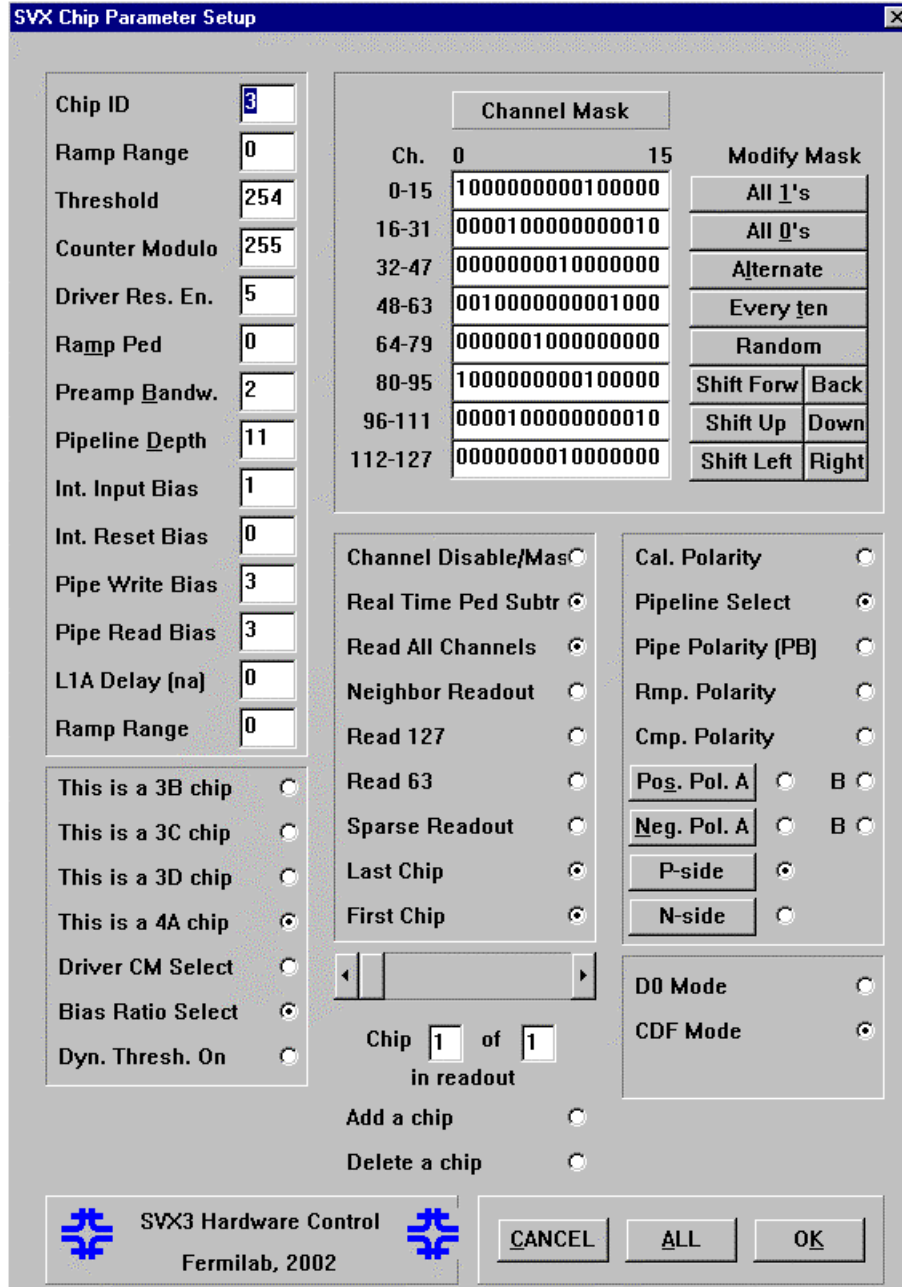 SVX Chip Parameter Setup
Chip ID 3
Ramp Range 0
Threshold 254
Counter Modulo 255
Driver Res. En. 5
Ramp Ped 0
Preamp Bandw. 2
Pipeline Depth 11
Int. Input Bias 1
Int. Reset Bias 0
Pipe Write Bias 3
Pipe Read Bias 3
L1A Delay (na) 0
Ramp Range 0
This is a 3B chip
This is a 3C chip
This is a 3D chip
This is a 4A chip
Driver CM Select
Bias Ratio Select
Dyn. Thresh. On
Channel Mask
Ch. 0 15 Modify Mask
0-15 1000000000100000 All 1's
16-31 0000100000000010 All 0's
32-47 0000000010000000 Alternate
48-63 0010000000001000 Every ten
64-79 0000001000000000 Random
80-95 1000000000100000 Shift Forw Back
96-111 0000100000000010 Shift Up Down
112-127 0000000010000000 Shift Left Right
Channel Disable/Mas
Real Time Ped Subtr
Read All Channels
Neighbor Readout
Read 127
Read 63
Sparse Readout
Last Chip
First Chip
Chip 1 of 1
in readout
Add a chip
Delete a chip
Cal. Polarity
Pipeline Select
Pipe Polarity (PB)
Rmp. Polarity
Cmp. Polarity
Pos. Pol. A B
Neg. Pol. A B
P-side
N-side
D0 Mode
CDF Mode
SVX3 Hardware Control
Fermilab, 2002
CANCEL ALL OK